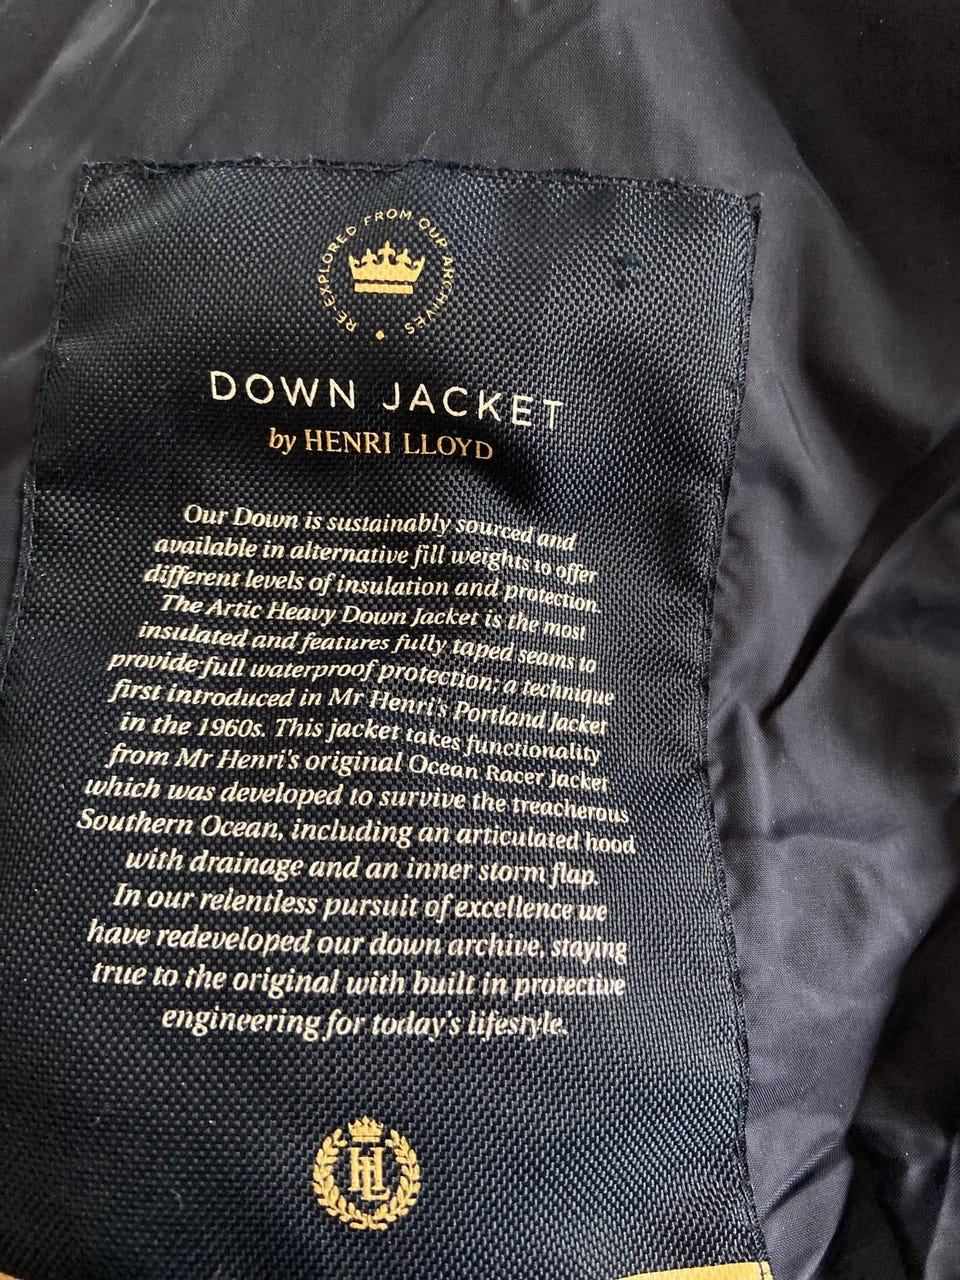 RE-EXPLORED FROM OUR ARCHIVES
DOWN JACKET
by HENRI LLOYD
Our Down is sustainably sourced and
available in alternative fill weights to offer
different levels of insulation and protection.
The Artic Heavy Down Jacket is the most
insulated and features fully taped seams to
provide full waterproof protection; a technique
first introduced in Mr Henri's Portland Jacket
in the 1960s. This jacket takes functionality
from Mr Henri's original Ocean Racer Jacket
which was developed to survive the treacherous
Southern Ocean, including an articulated hood
with drainage and an inner storm flap.
In our relentless pursuit of excellence we
have redeveloped our down archive, staying
true to the original with built in protective
engineering for today's lifestyle.
HL